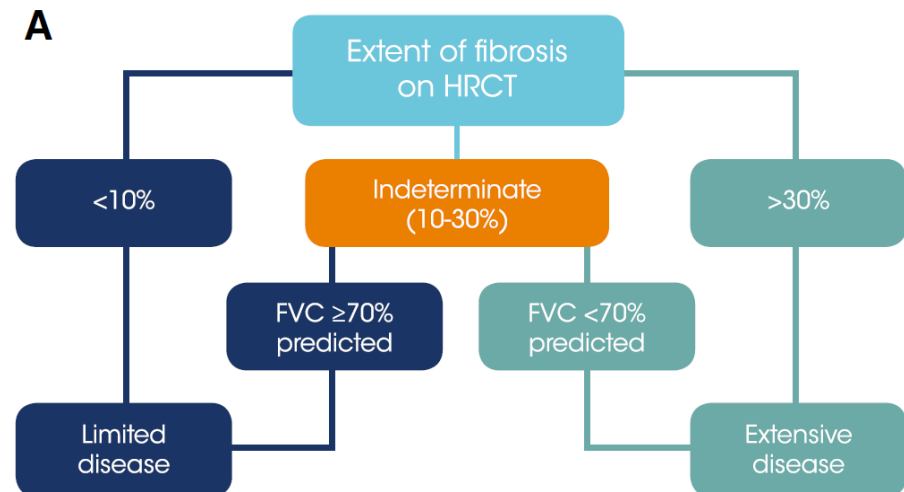 A
Extent of fibrosis
on HRCT
<10%
Indeterminate
(10-30%)
>30%
FVC ≥70%
predicted
FVC <70%
predicted
Limited
disease
Extensive
disease